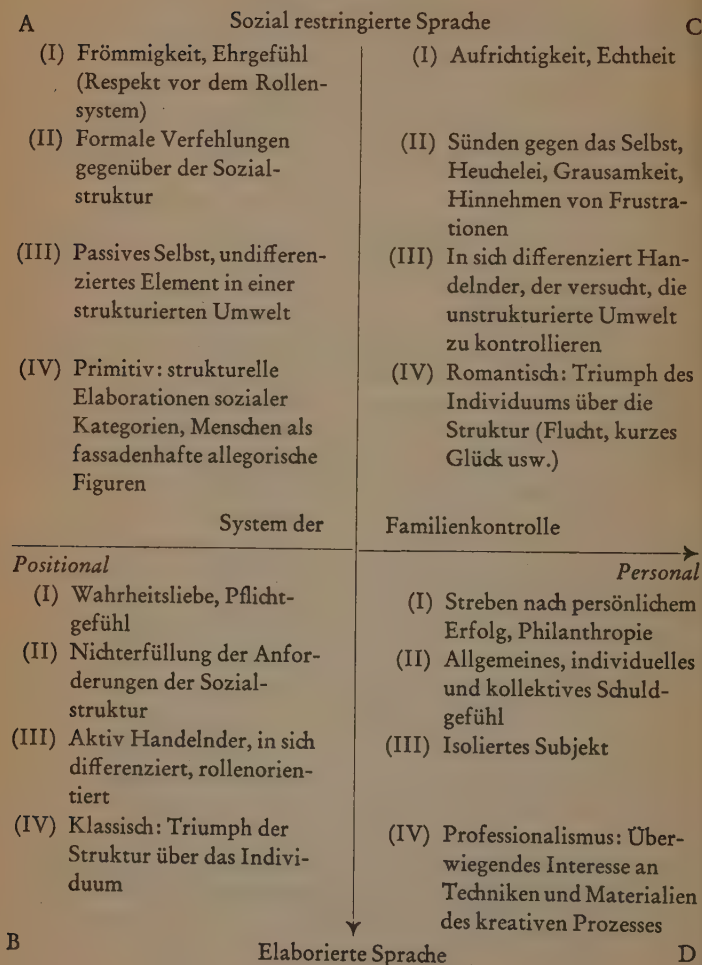 A Sozial restringierte Sprache C
(I) Frömmigkeit, Ehrgefühl
(Respekt vor dem Rollen-
system)
(II) Formale Verfehlungen
gegenüber der Sozial-
struktur
(III) Passives Selbst, undifferen-
ziertes Element in einer
strukturierten Umwelt
(IV) Primitiv: strukturelle
Elaborationen sozialer
Kategorien, Menschen als
fassadenhafte allegorische
Figuren
(I) Aufrichtigkeit, Echtheit
(II) Sünden gegen das Selbst,
Heuchelei, Grausamkeit,
Hinnehmen von Frustra-
tionen
(III) In sich differenziert Han-
delnder, der versucht, die
unstrukturierte Umwelt
zu kontrollieren
(IV) Romantisch: Triumph des
Individuums über die
Struktur (Flucht, kurzes
Glück usw.)
System der Familienkontrolle
Positional
Personal
(I) Wahrheitsliebe, Pflicht-
gefühl
(II) Nichterfüllung der Anfor-
derungen der Sozial-
struktur
(III) Aktiv Handelnder, in sich
differenziert, rollenorien-
tiert
(IV) Klassisch: Triumph der
Struktur über das Indivi-
duum
(I) Streben nach persönlichem
Erfolg, Philanthropie
(II) Allgemeines, individuelles
und kollektives Schuld-
gefühl
(III) Isoliertes Subjekt
(IV) Professionalismus: Über-
wiegendes Interesse an
Techniken und Materialien
des kreativen Prozesses
B Elaborierte Sprache D